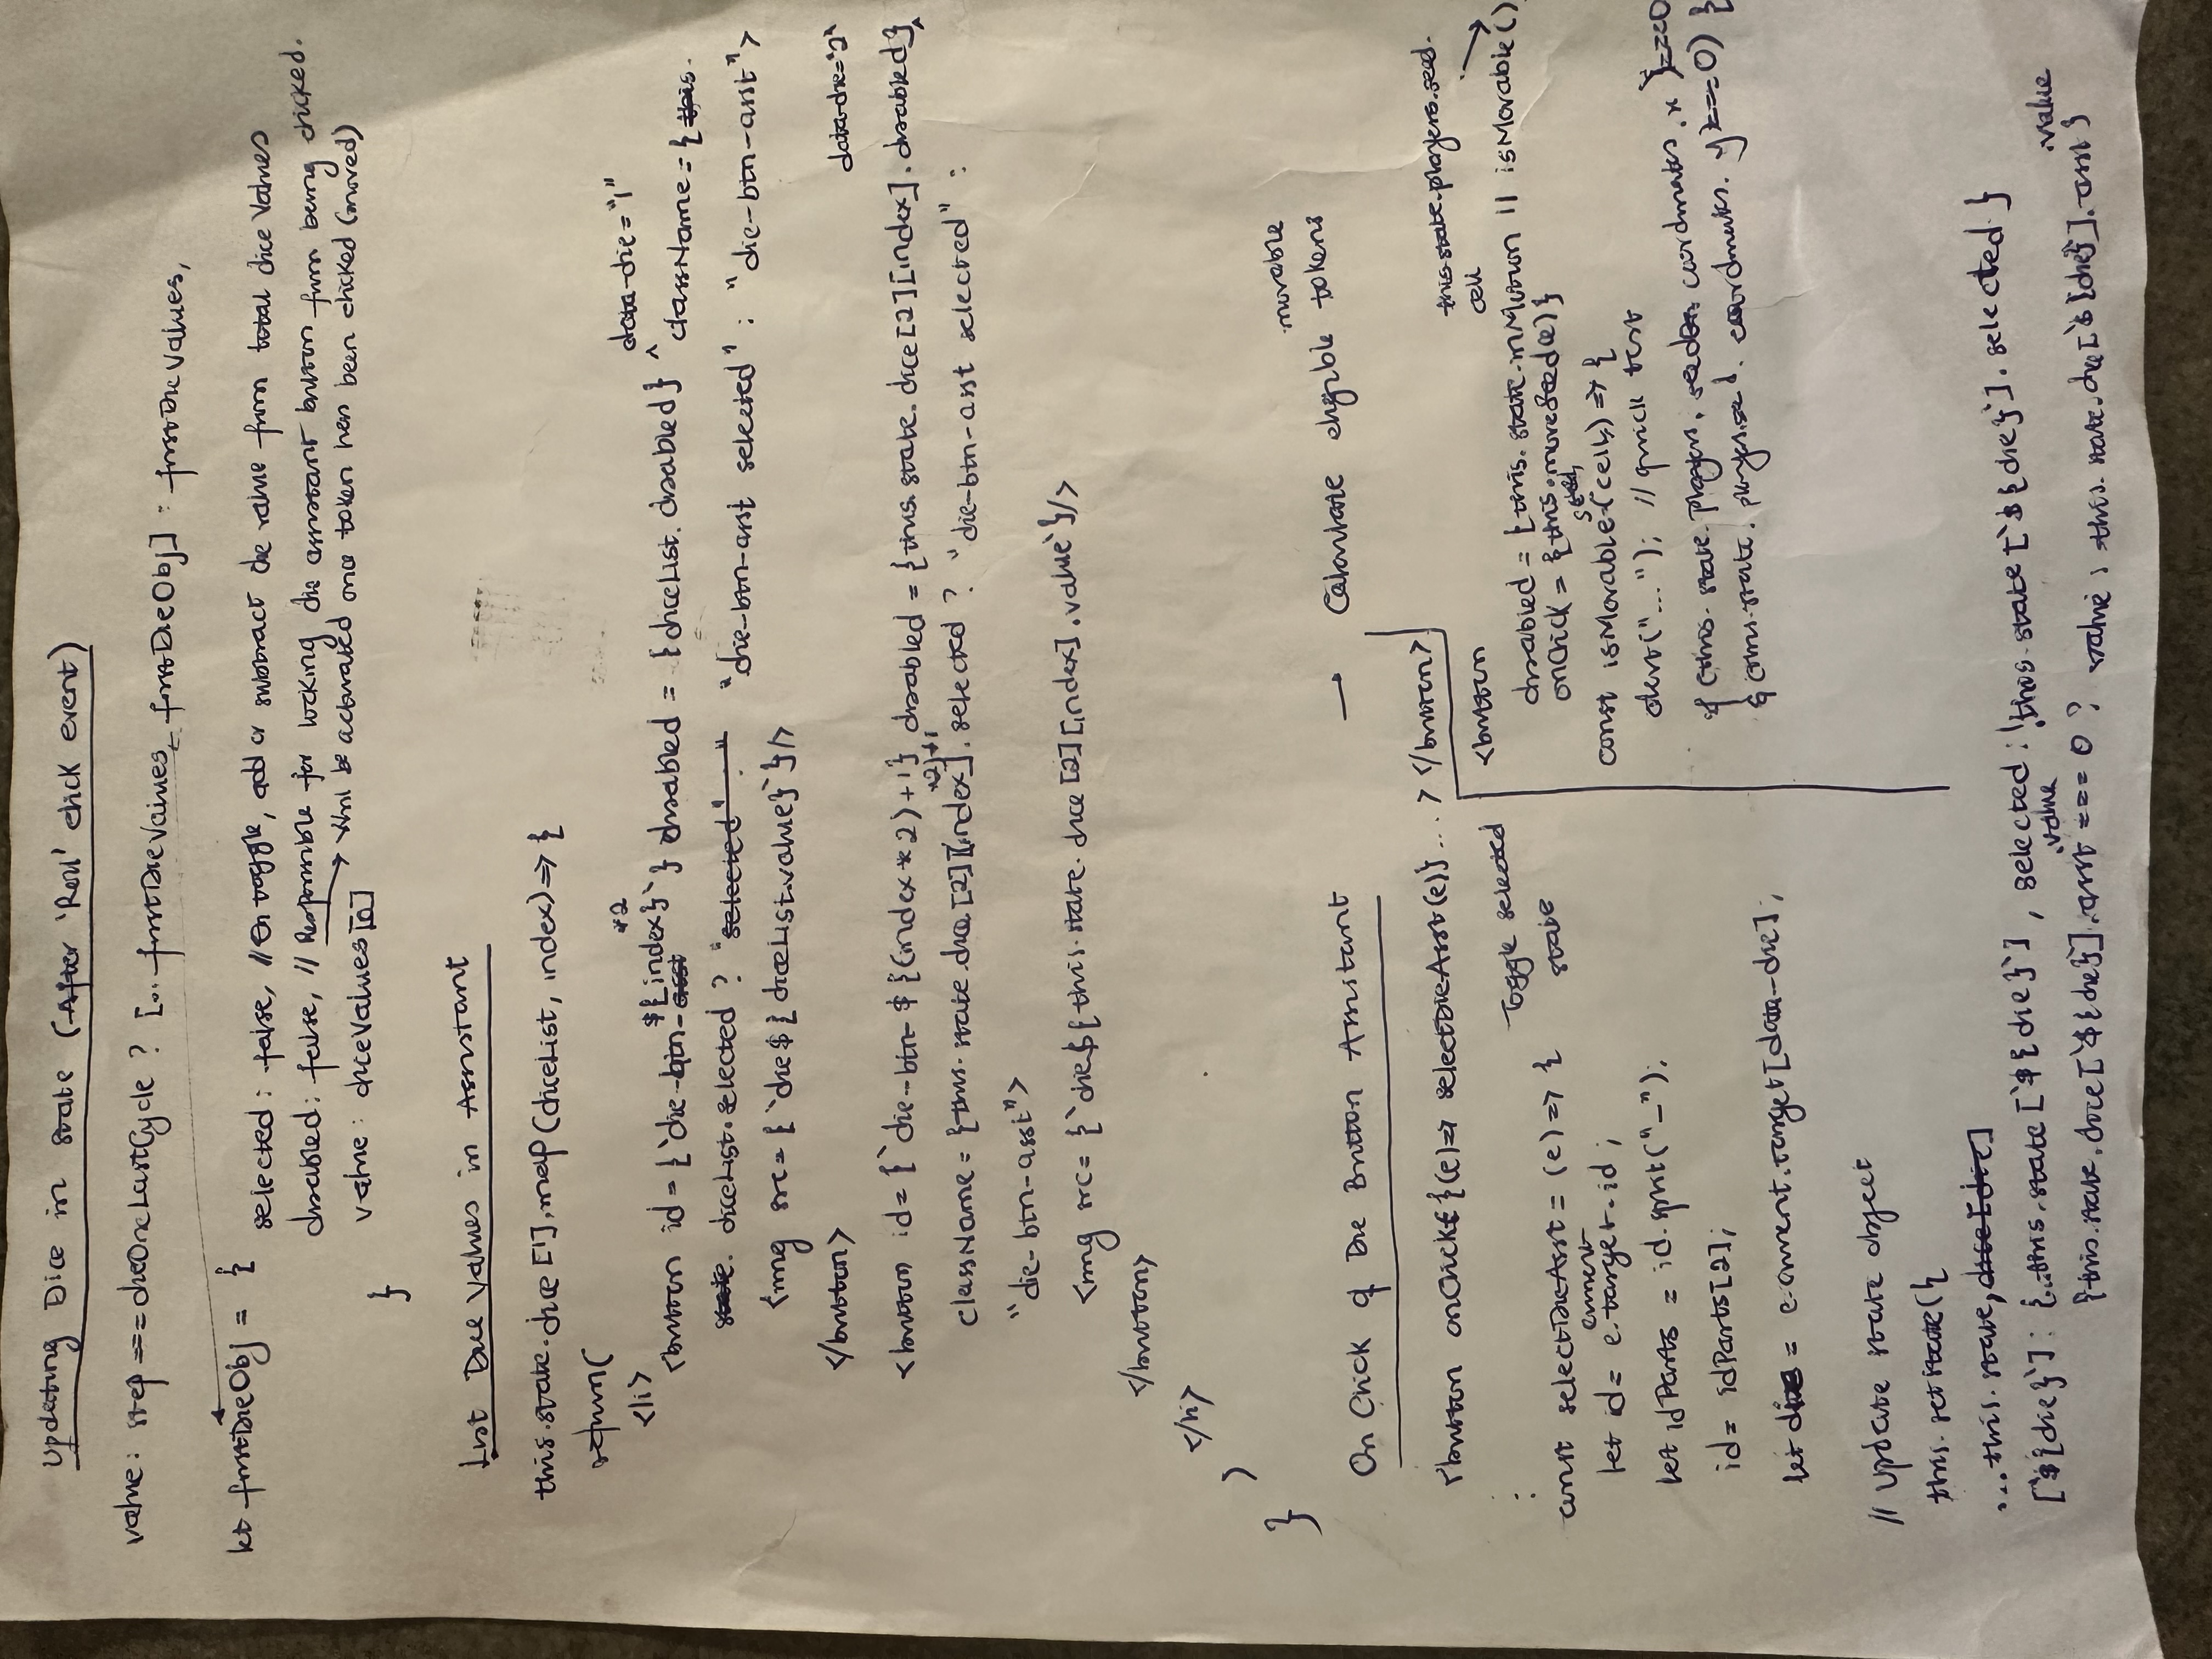 Updating Dice in state (After 'Roll' click event)
value: step === dieOneLastCycle ? [... firstDieValues, firstDieObj] : firstDieValues,
let firstDieObj = {
selected: false, // On toggle, add or subtract die value from total dice values
disabled: false, // Responsible for locking die assistant button from being clicked.
→ Will be activated once token has been clicked (moved)
value: diceValues[0]
}
List Dice Values in Assistant
this.state.dice[1].map(diceList, index) => {
return(
<li>
*2
data-die="1"
<button id = {`die-btn-asst ${index}`} disabled = {diceList.disabled} ^ className = { this.
state. diceList.selected ? "selected" : " "die-btn-asst selected" : "die-btn-asst">
<img src = {`die${diceList.value}`}/>
</button>
data-die="2"
<button id = {`die-btn-${(index*2)+1} disabled = {this.state.dice[2][index].disabled}^
*2)+1
className = {this.state.dice[2][(index].selected ? "die-btn-asst selected" :
"die-btn-asst">
<img src = {`die${this.state.dice[2][index].value`}/>
</button>
</li>
)
}
On Click of Die Button Assistant
→ Calculate eligible movable tokens
<button onClick={(e)=> selectDieAsst(e)} ... > </button>
:
Toggle selected state
const selectDieAsst = (e) => {
current
let id = e.target.id;
let idParts = id.split("_");
id = idParts[2];
let die = e.current.target[data-die];
// Update state object
this.setState({
...this.state, dice[die]
[`${die}`]: {...this.state[`${die}`], selected: !this.state[`${die}`].selected }
.value
.value
{this.state.dice[`${die}`].asst === 0 ? value : this.state.dice[`${die}`].asst }
<button
this.state.players.seed.
cell →
disabled = {this.state.inMotion || isMovable()
onClick = {this.moveSeed(e)}
seed,
const isMovable = (cell,) => {
alert("..."); // quick test
if (this.state.players. seed. coordinates.x) === 0
& (this.state.players.seed. coordinates. y) === 0) {